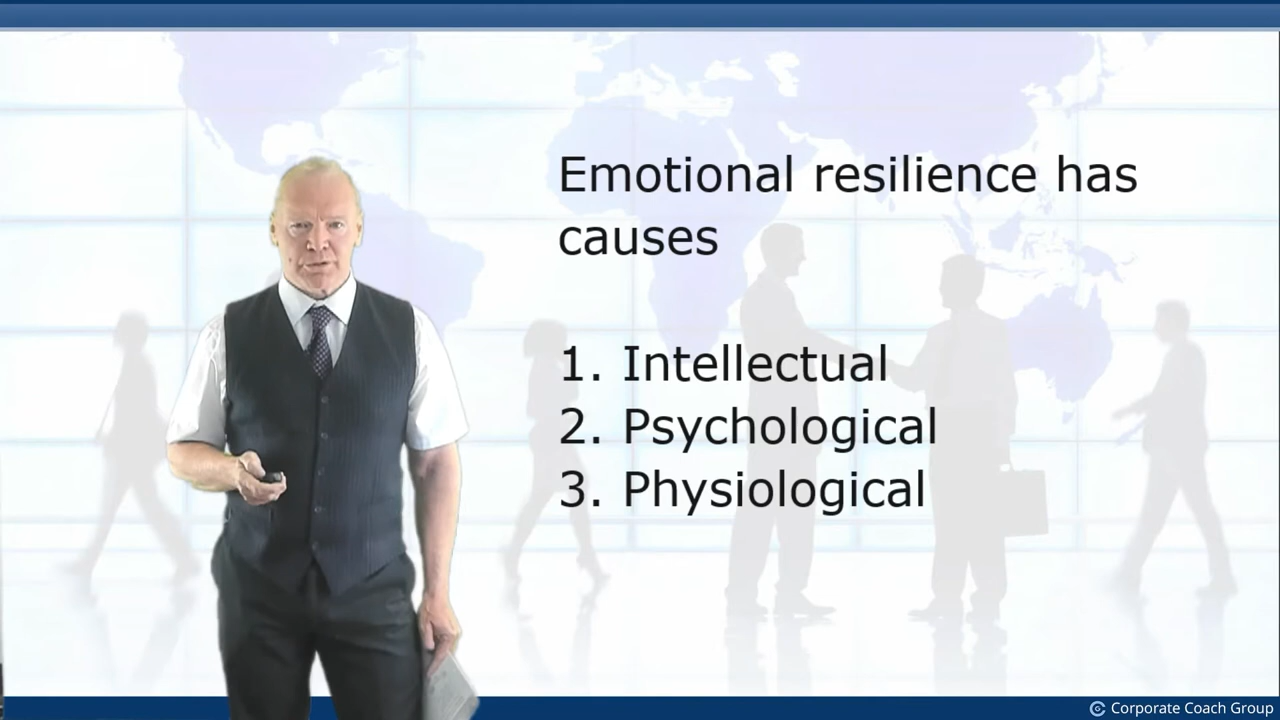 Emotional resilience has
causes
1. Intellectual
2. Psychological
3. Physiological
Corporate Coach Group